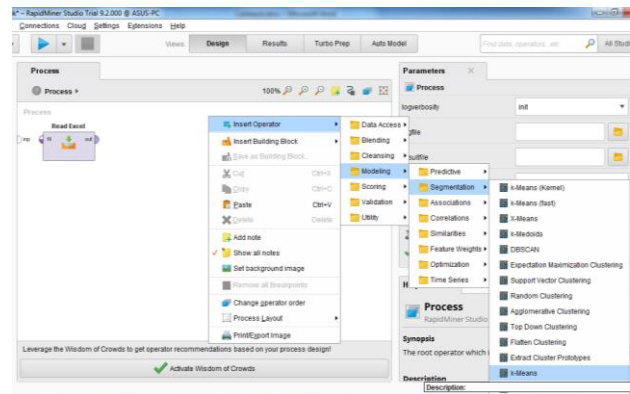 - RapidMiner Studio Trial 9.2.000 @ ASUS-PC
Connections Cloud Settings Extensions Help
Views: Design Results Turbo Prep Auto Model
Find data, operators...etc All Studi
Process
Process ▸ 100%
Process
Read Excel
inp fil out
Insert Operator
Insert Building Block
Save as Building Block...
Cut Ctrl+X
Copy Ctrl+C
Paste Ctrl+V
Delete Delete
Add note
Show all notes
Set background image
Remove all Breakpoints
Change operator order
Process Layout
Print/Export Image
Data Access
Blending
Cleansing
Modeling
Scoring
Validation
Utility
Predictive
Segmentation
Associations
Correlations
Similarities
Feature Weights
Optimization
Time Series
k-Means (Kernel)
k-Means (fast)
X-Means
k-Medoids
DBSCAN
Expectation Maximization Clustering
Support Vector Clustering
Random Clustering
Agglomerative Clustering
Top Down Clustering
Flatten Clustering
Extract Cluster Prototypes
k-Means
Description:
Parameters
Process
logverbosity init
Process
RapidMiner Studio
Synopsis
The root operator which i
Description
Leverage the Wisdom of Crowds to get operator recommendations based on your process design!
Activate Wisdom of Crowds